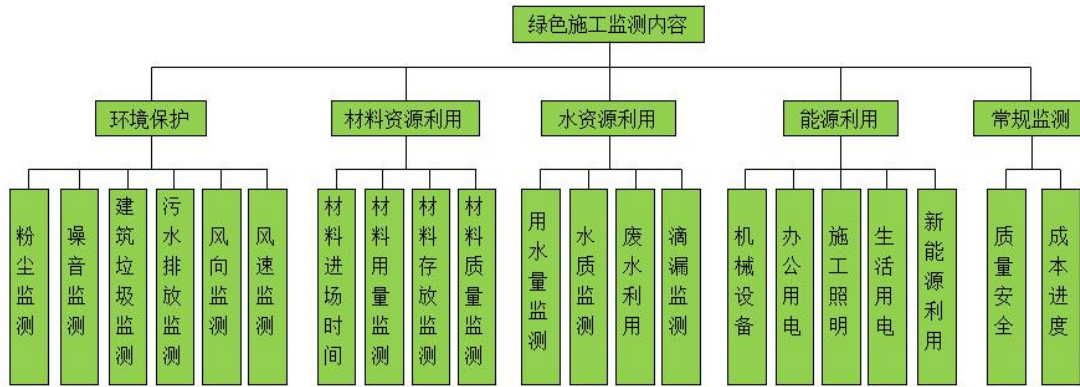 绿色施工监测内容
环境保护
材料资源利用
水资源利用
能源利用
常规监测
粉尘监测
噪音监测
建筑垃圾监测
污水排放监测
风向监测
风速监测
材料进场时间
材料用量监测
材料存放监测
材料质量监测
用水量监测
水质监测
废水利用
滴漏监测
机械设备
办公用电
施工照明
生活用电
新能源利用
质量安全
成本进度